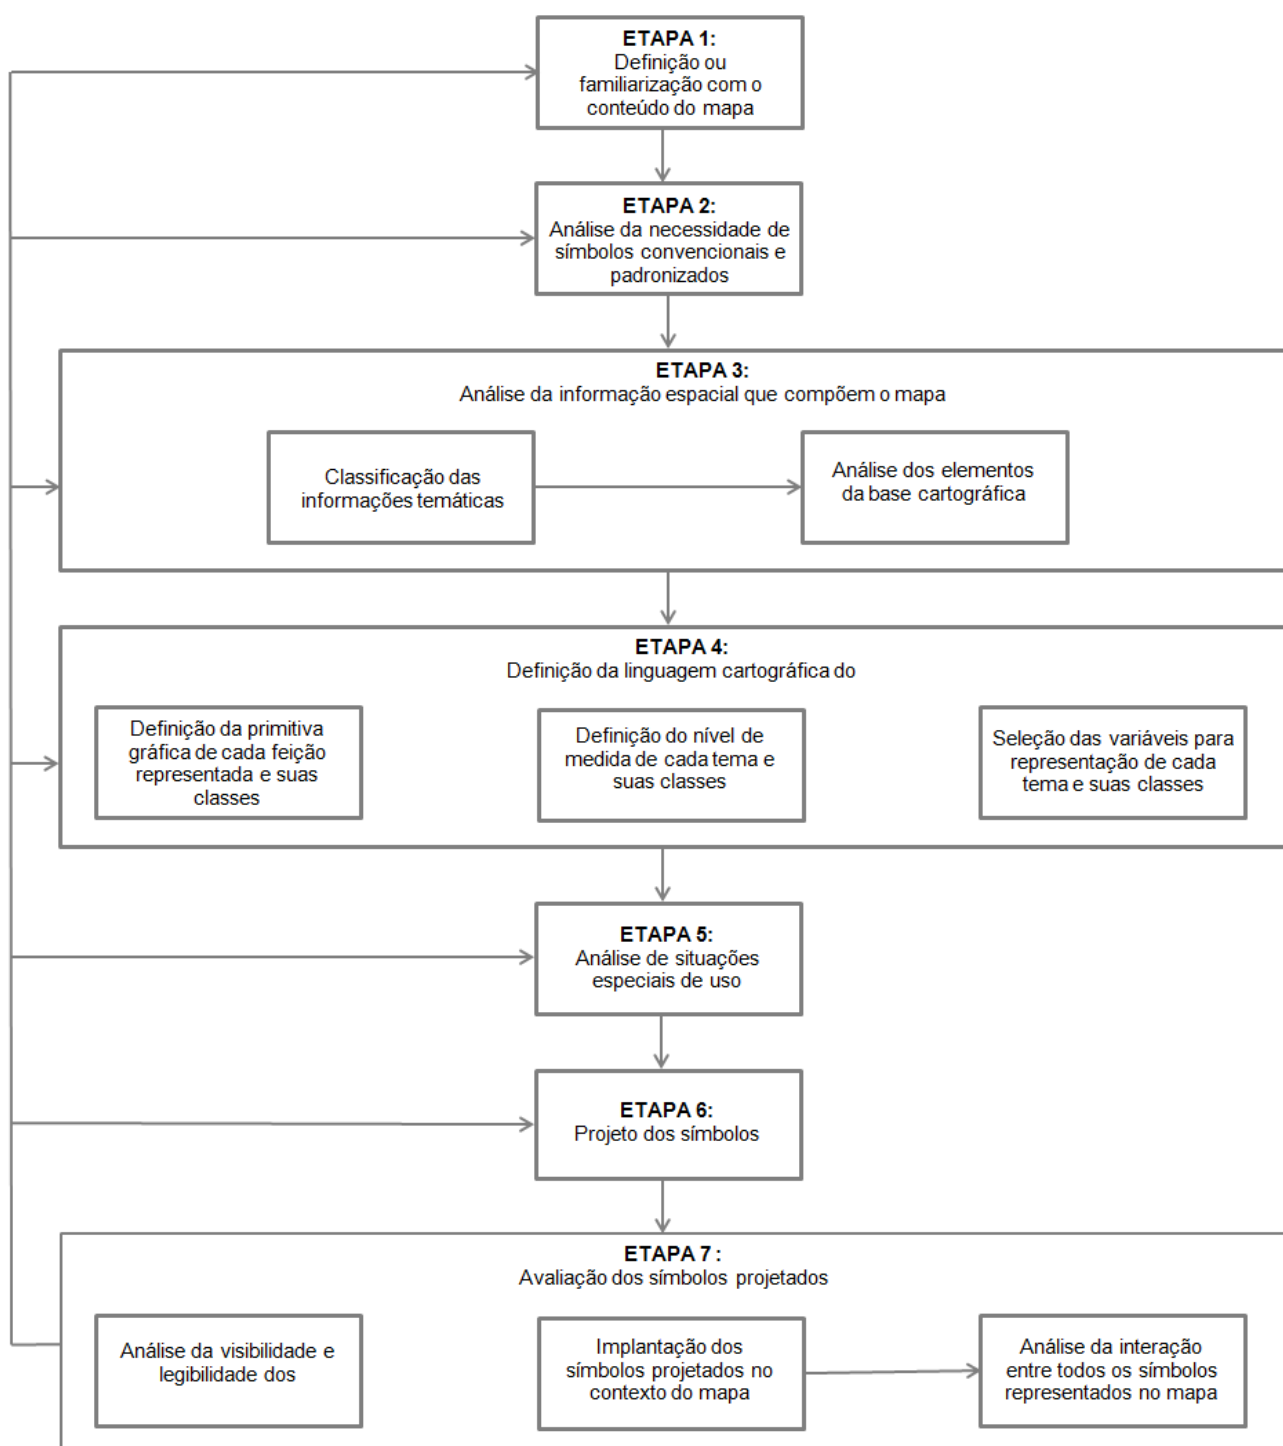 ETAPA 1:
Definição ou
familiarização com o
conteúdo do mapa
ETAPA 2:
Análise da necessidade de
símbolos convencionais e
padronizados
ETAPA 3:
Análise da informação espacial que compõem o mapa
Classificação das
informações temáticas
Análise dos elementos
da base cartográfica
ETAPA 4:
Definição da linguagem cartográfica do
Definição da primitiva
gráfica de cada feição
representada e suas
classes
Definição do nível de
medida de cada tema e
suas classes
Seleção das variáveis para
representação de cada
tema e suas classes
ETAPA 5:
Análise de situações
especiais de uso
ETAPA 6:
Projeto dos símbolos
ETAPA 7 :
Avaliação dos símbolos projetados
Análise da visibilidade e
legibilidade dos
Implantação dos
símbolos projetados no
contexto do mapa
Análise da interação
entre todos os símbolos
representados no mapa